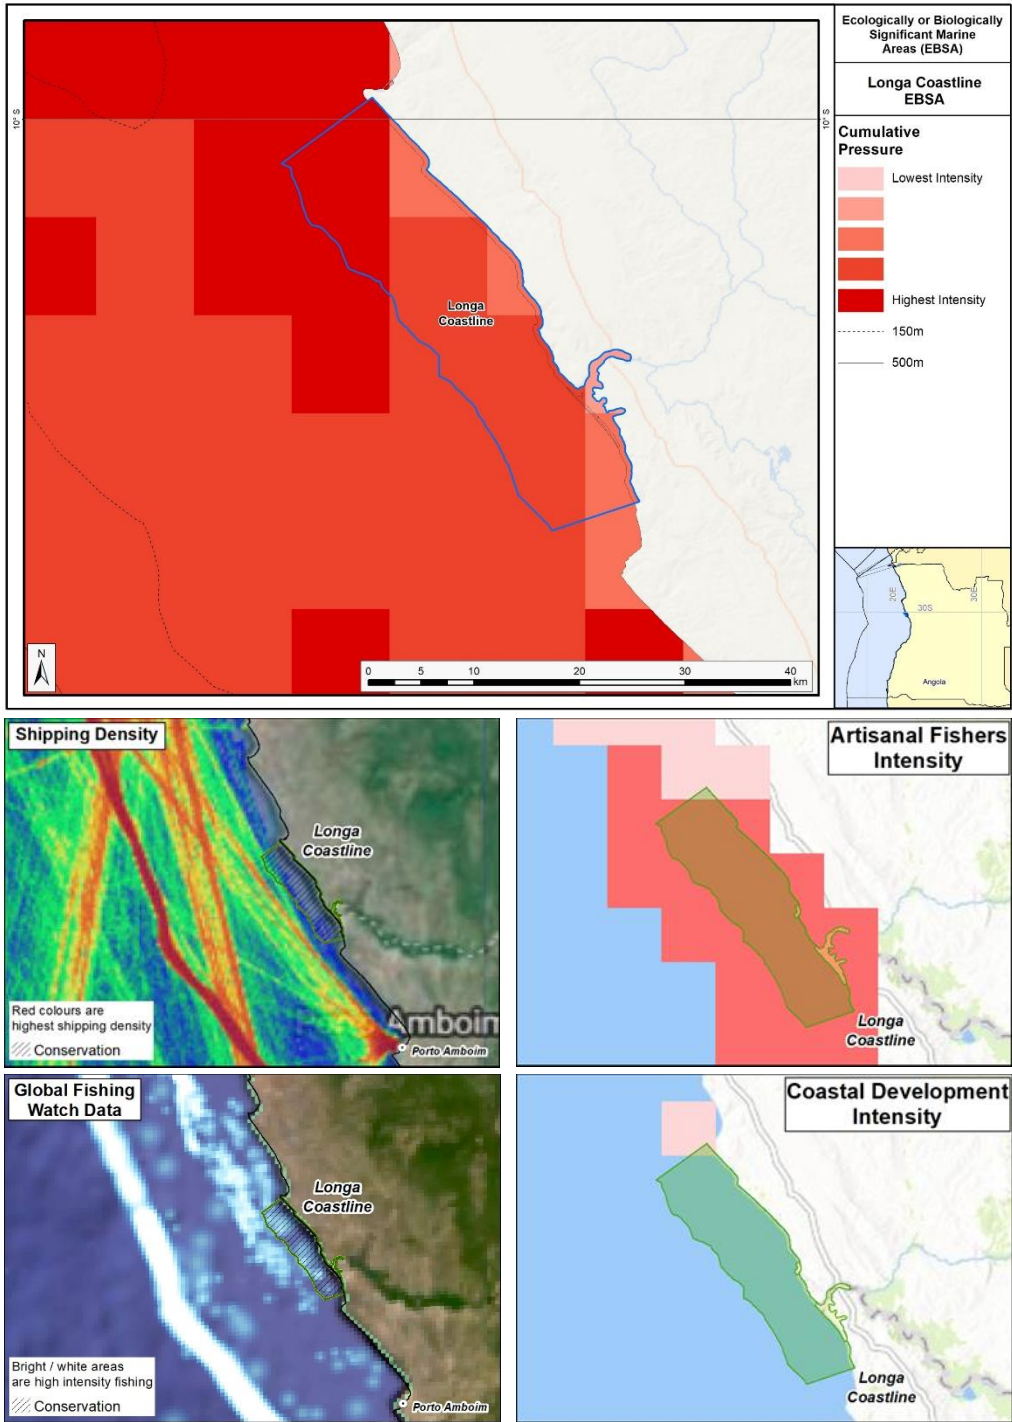 Ecologically or Biologically
Significant Marine
Areas (EBSA)
Longa Coastline
EBSA
Cumulative
Pressure
Lowest Intensity
Highest Intensity
150m
500m
10° S
10° S
Longa
Coastline
N
0 5 10 20 30 40
km
20E
30E
30S
Angola
Shipping Density
Longa
Coastline
Red colours are
highest shipping density
Conservation
Amboim
Porto Amboim
Artisanal Fishers
Intensity
Longa
Coastline
Global Fishing
Watch Data
Longa
Coastline
Bright / white areas
are high intensity fishing
Conservation
Porto Amboim
Coastal Development
Intensity
Longa
Coastline